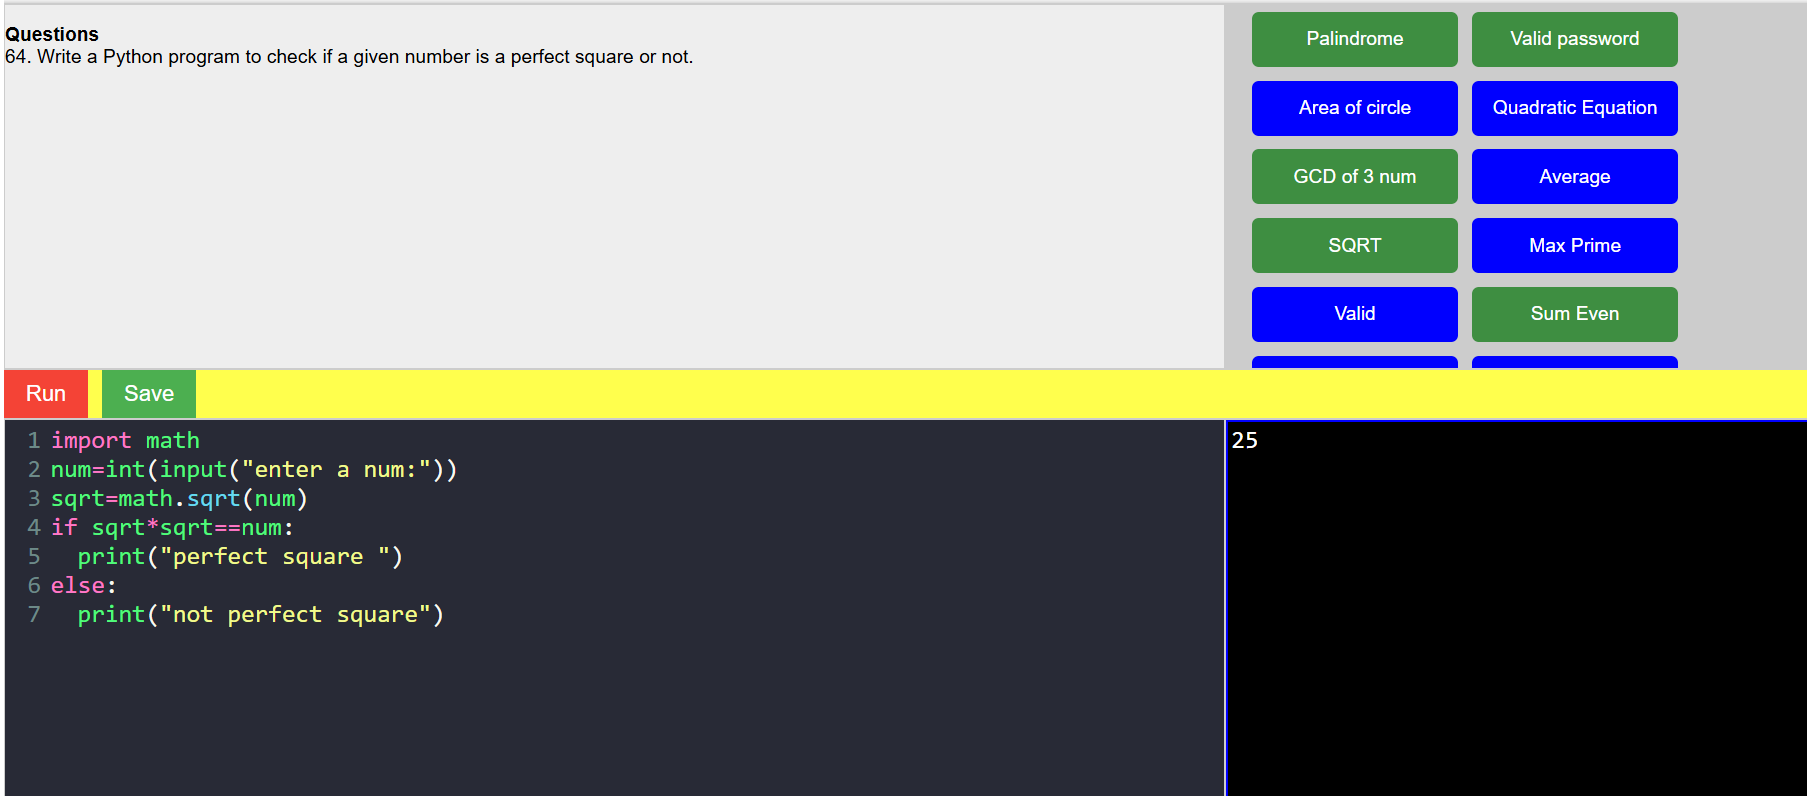 Questions
64. Write a Python program to check if a given number is a perfect square or not.
Palindrome
Valid password
Area of circle
Quadratic Equation
GCD of 3 num
Average
SQRT
Max Prime
Valid
Sum Even
Run
Save
1 import math
2 num=int(input("enter a num:"))
3 sqrt=math.sqrt(num)
4 if sqrt*sqrt==num:
5   print("perfect square ")
6 else:
7   print("not perfect square")
25